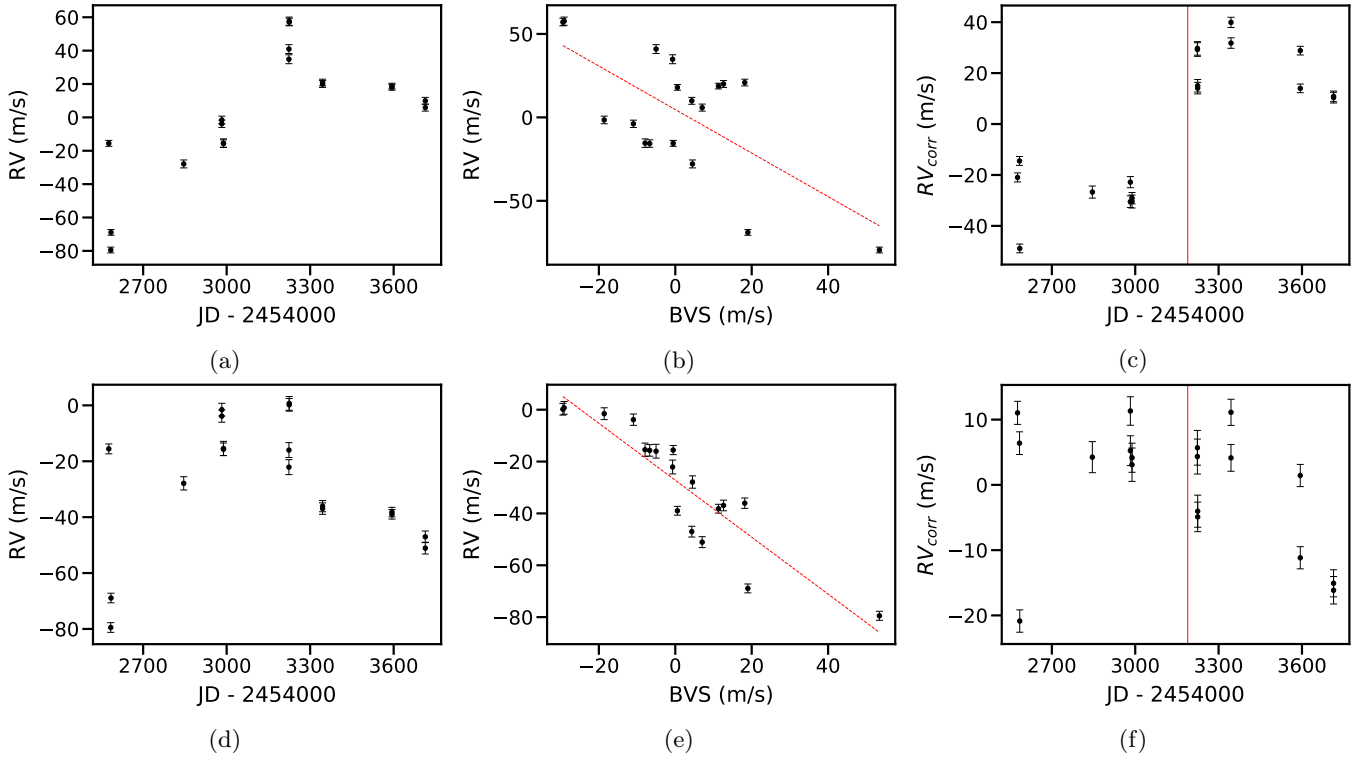 60
40
20
0
−20
−40
−60
−80
RV (m/s)
2700 3000 3300 3600
JD - 2454000
(a)
50
0
−50
RV (m/s)
−20 0 20 40
BVS (m/s)
(b)
40
20
0
−20
−40
RV_corr (m/s)
2700 3000 3300 3600
JD - 2454000
(c)
0
−20
−40
−60
−80
RV (m/s)
2700 3000 3300 3600
JD - 2454000
(d)
0
−20
−40
−60
−80
RV (m/s)
−20 0 20 40
BVS (m/s)
(e)
10
0
−10
−20
RV_corr (m/s)
2700 3000 3300 3600
JD - 2454000
(f)